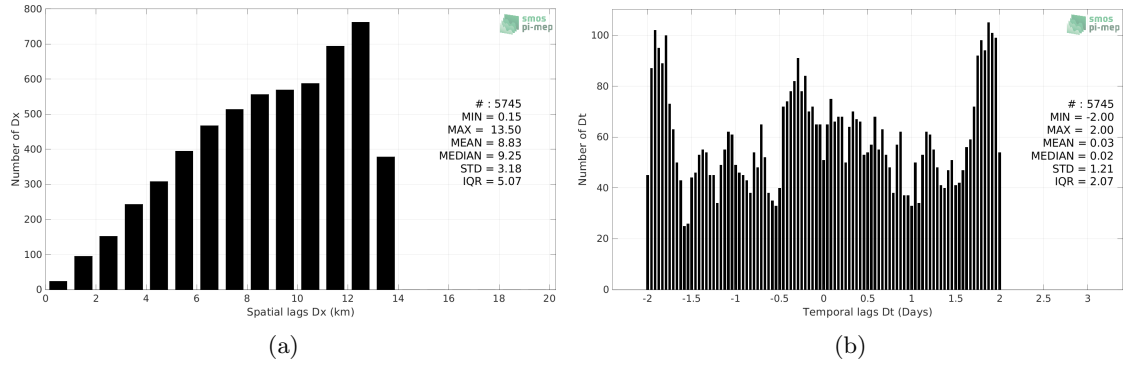 800
700
600
500
400
300
200
100
0
Number of Dx
0 2 4 6 8 10 12 14 16 18 20
Spatial lags Dx (km)
smos
pi-mep
# : 5745
MIN = 0.15
MAX = 13.50
MEAN = 8.83
MEDIAN = 9.25
STD = 3.18
IQR = 5.07
(a)
100
80
60
40
20
0
Number of Dt
-2 -1.5 -1 -0.5 0 0.5 1 1.5 2 2.5 3
Temporal lags Dt (Days)
smos
pi-mep
# : 5745
MIN = -2.00
MAX = 2.00
MEAN = 0.03
MEDIAN = 0.02
STD = 1.21
IQR = 2.07
(b)